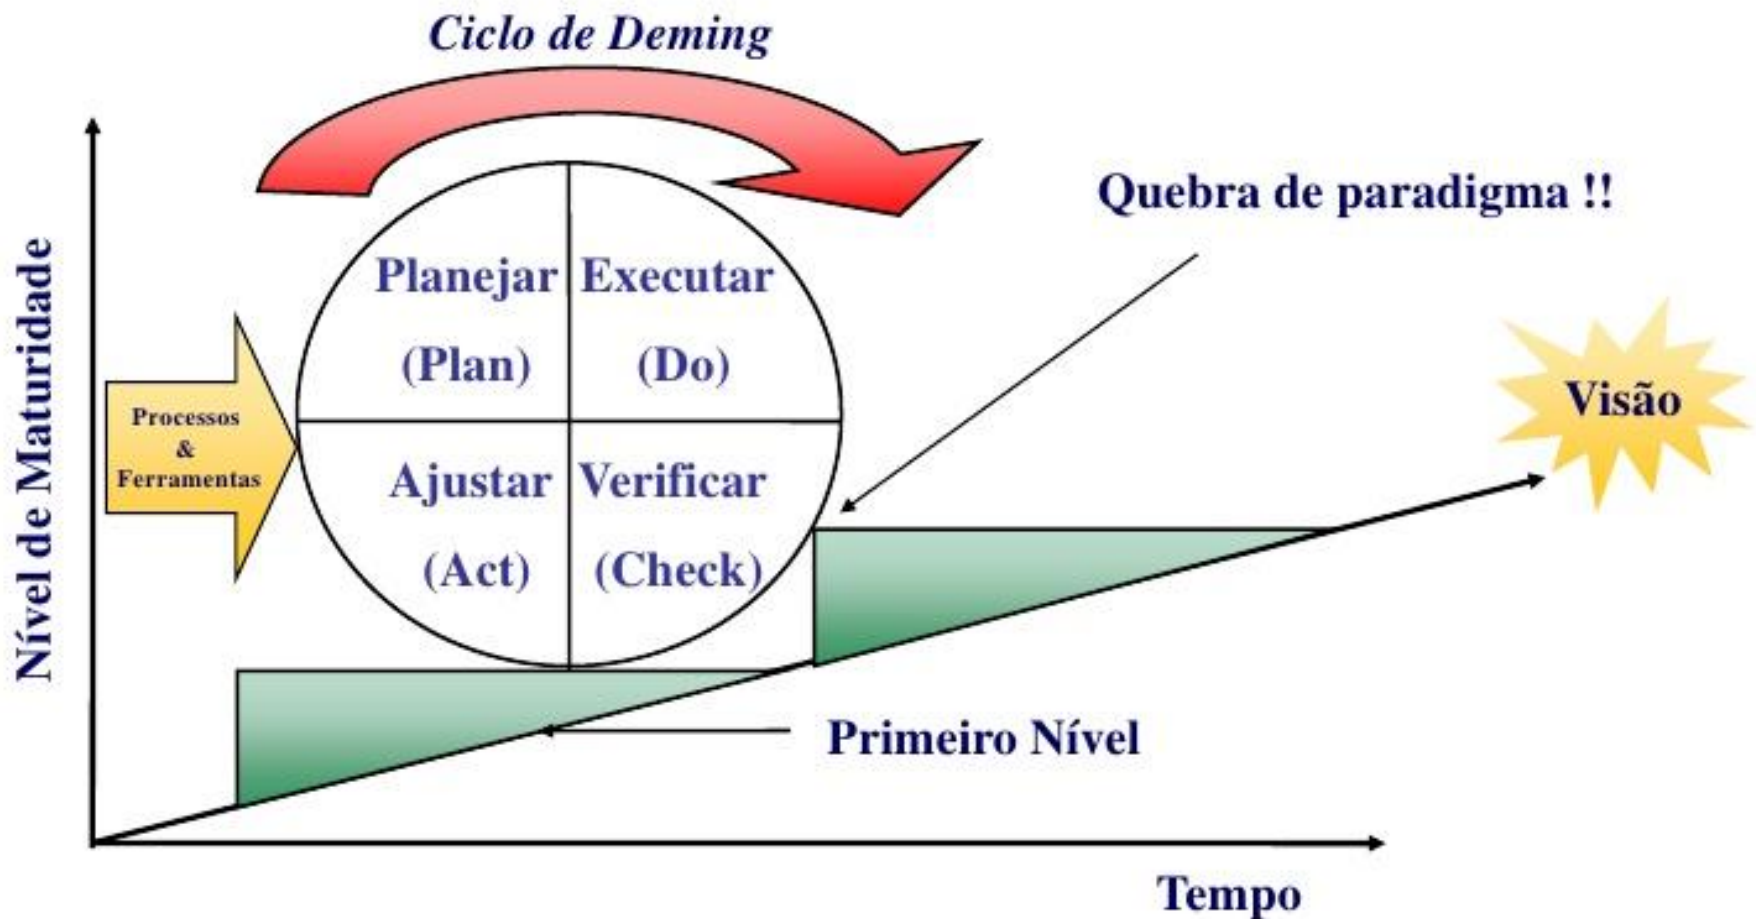 Ciclo de Deming
Quebra de paradigma !!
Nível de Maturidade
Planejar
(Plan)
Executar
(Do)
Processos
&
Ferramentas
Ajustar
(Act)
Verificar
(Check)
Visão
Primeiro Nível
Tempo